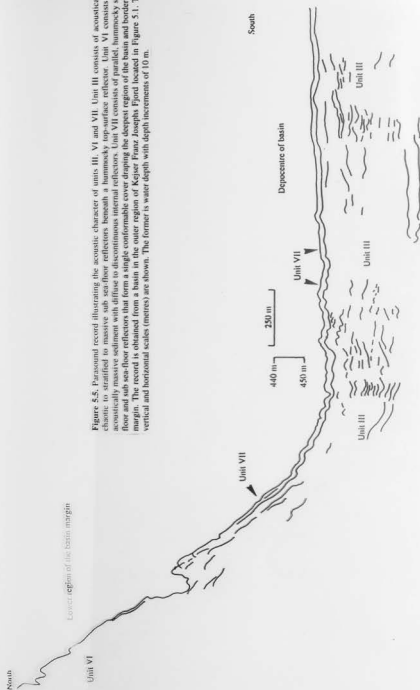 Figure 5.5. Parasound record illustrating the acoustic character of units III, VI and VII. Unit III consists of acoustica
chaotic to stratified to massive sub sea-floor reflectors beneath a hummocky top-surface reflector. Unit VI consists
acoustically massive sediment with diffuse to discontinuous internal reflectors. Unit VII consists of parallel, hummocky s
floor and sub sea-floor reflectors that form a single conformable cover draping the deepest region of the basin and border
margin. The record is obtained from a basin in the outer region of Kejser Franz Josephs Fjord located in Figure 5.1. T
vertical and horizontal scales (metres) are shown. The former is water depth with depth increments of 10 m.
North
South
Lower region of the basin margin
Unit VI
Unit VII
440 m
450 m
250 m
Unit VII
Depocentre of basin
Unit III
Unit III
Unit III